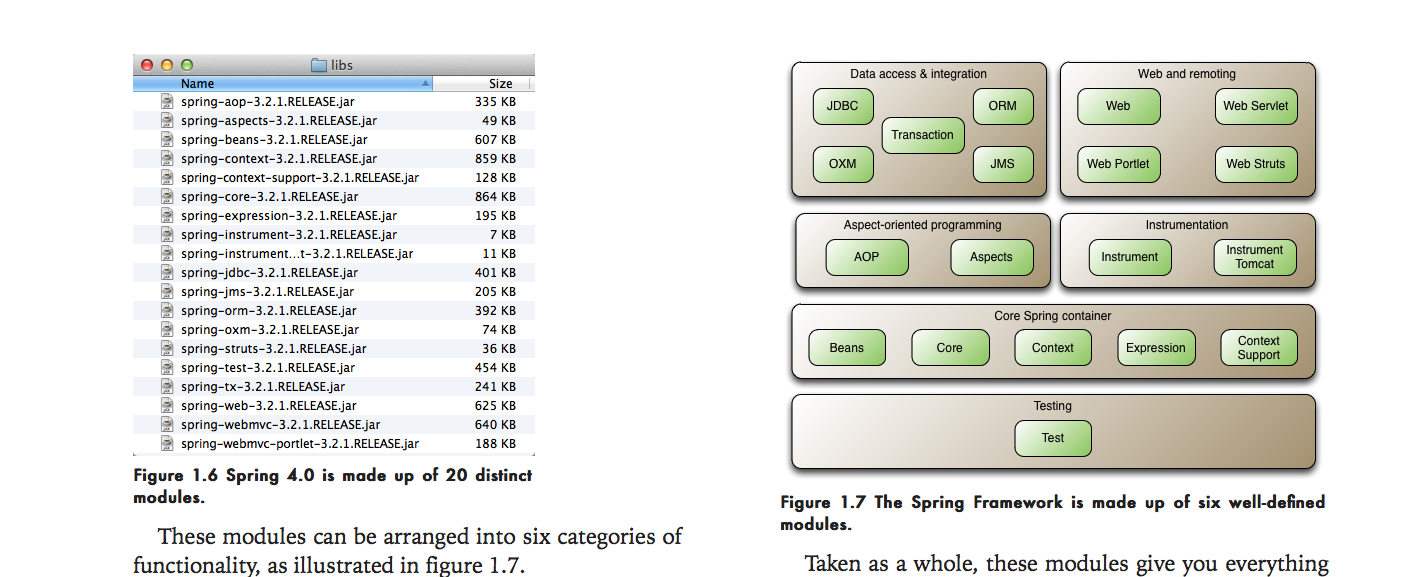 libs
Name Size
spring-aop-3.2.1.RELEASE.jar 335 KB
spring-aspects-3.2.1.RELEASE.jar 49 KB
spring-beans-3.2.1.RELEASE.jar 607 KB
spring-context-3.2.1.RELEASE.jar 859 KB
spring-context-support-3.2.1.RELEASE.jar 128 KB
spring-core-3.2.1.RELEASE.jar 864 KB
spring-expression-3.2.1.RELEASE.jar 195 KB
spring-instrument-3.2.1.RELEASE.jar 7 KB
spring-instrument...t-3.2.1.RELEASE.jar 11 KB
spring-jdbc-3.2.1.RELEASE.jar 401 KB
spring-jms-3.2.1.RELEASE.jar 205 KB
spring-orm-3.2.1.RELEASE.jar 392 KB
spring-oxm-3.2.1.RELEASE.jar 74 KB
spring-struts-3.2.1.RELEASE.jar 36 KB
spring-test-3.2.1.RELEASE.jar 454 KB
spring-tx-3.2.1.RELEASE.jar 241 KB
spring-web-3.2.1.RELEASE.jar 625 KB
spring-webmvc-3.2.1.RELEASE.jar 640 KB
spring-webmvc-portlet-3.2.1.RELEASE.jar 188 KB
Figure 1.6 Spring 4.0 is made up of 20 distinct
modules.
These modules can be arranged into six categories of
functionality, as illustrated in figure 1.7.
Data access & integration
JDBC
ORM
Transaction
OXM
JMS
Web and remoting
Web
Web Servlet
Web Portlet
Web Struts
Aspect-oriented programming
AOP
Aspects
Instrumentation
Instrument
Instrument
Tomcat
Core Spring container
Beans
Core
Context
Expression
Context
Support
Testing
Test
Figure 1.7 The Spring Framework is made up of six well-defined
modules.
Taken as a whole, these modules give you everything